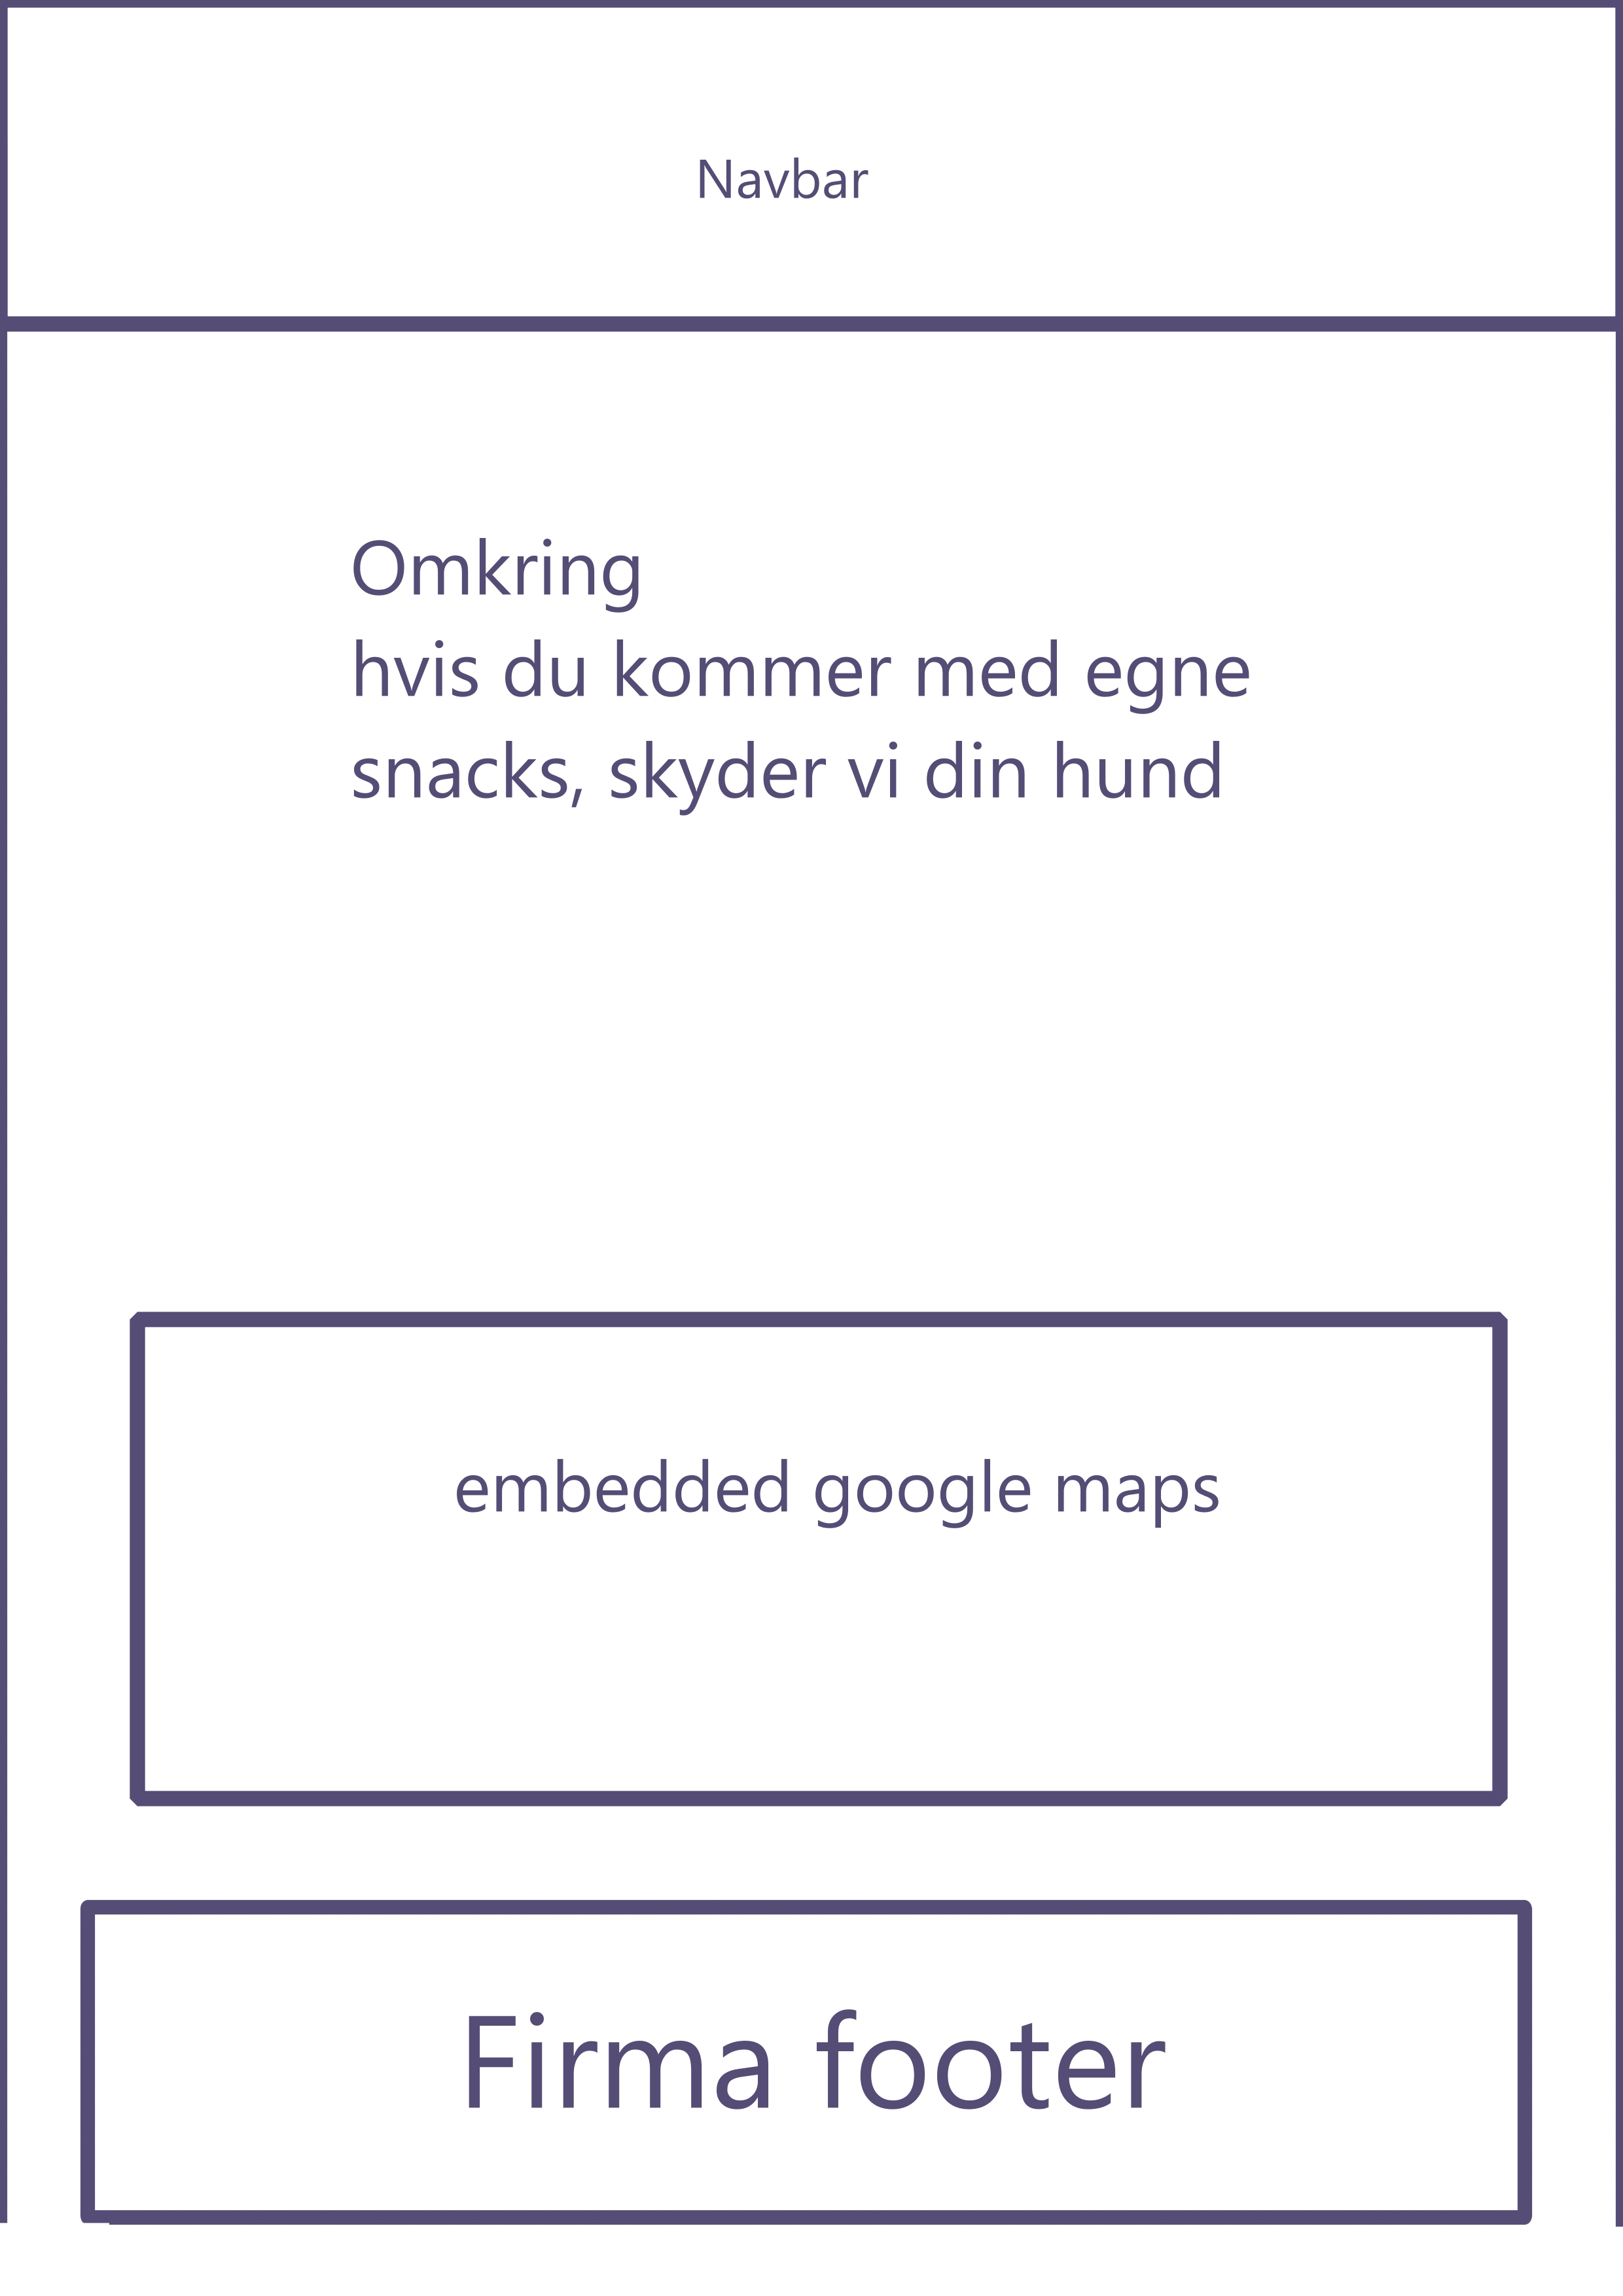 Navbar
Omkring
hvis du kommer med egne
snacks, skyder vi din hund
embedded google maps
Firma footer